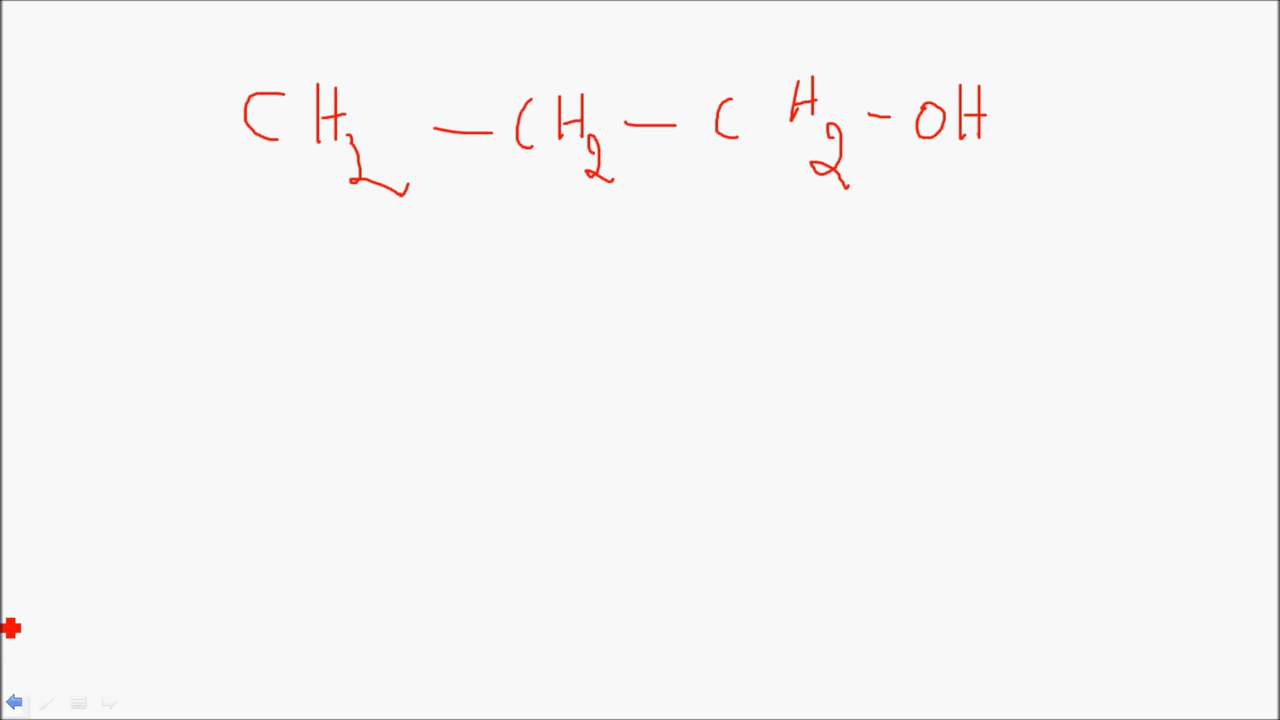 CH2 — CH2 — CH2 - OH